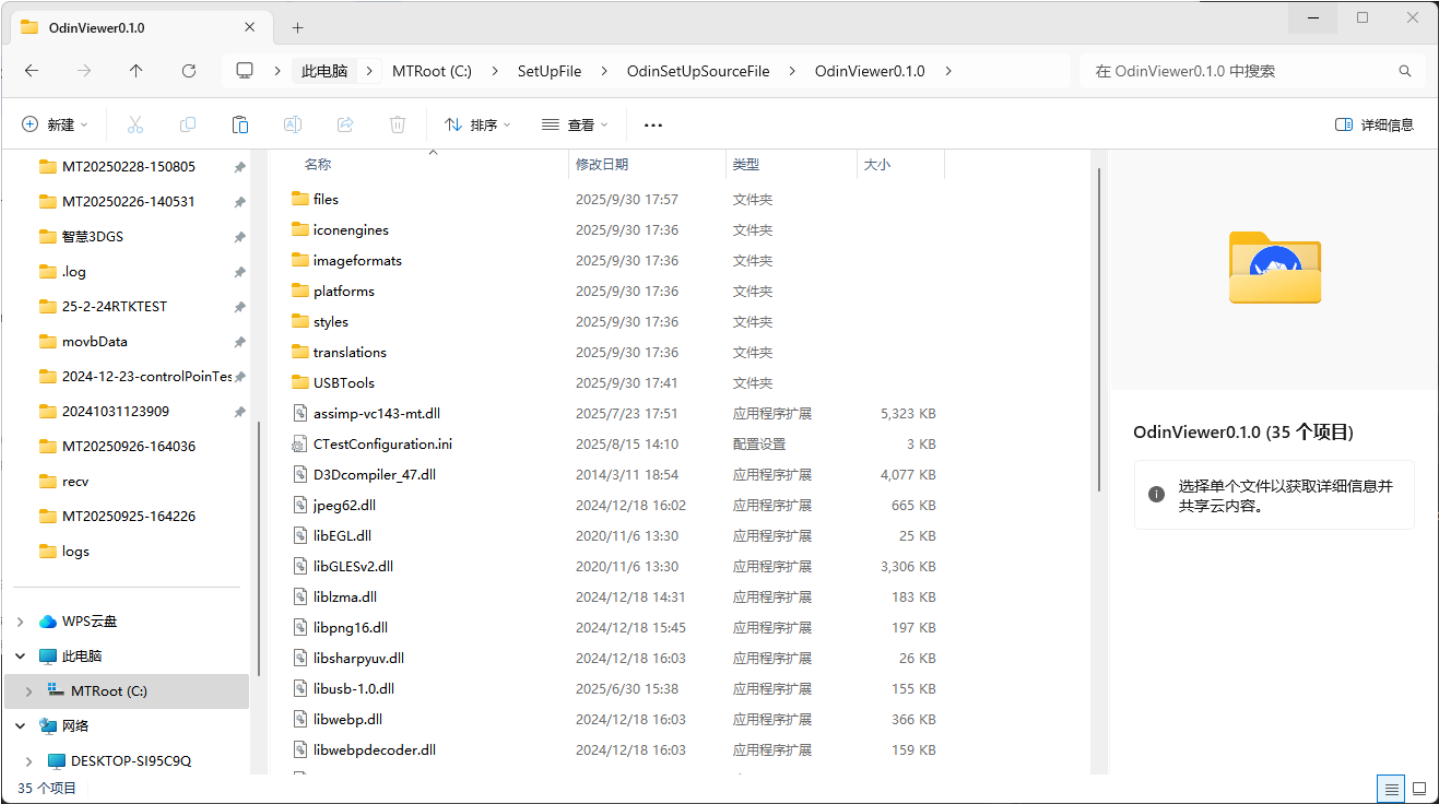 OdinViewer0.1.0
此电脑 MTRoot (C:) SetUpFile OdinSetUpSourceFile OdinViewer0.1.0
在 OdinViewer0.1.0 中搜索
新建 排序 查看 详细信息
MT20250228-150805
MT20250226-140531
智慧3DGS
.log
25-2-24RTKTEST
movbData
2024-12-23-controlPoinTes
20241031123909
MT20250926-164036
recv
MT20250925-164226
logs
WPS云盘
此电脑
MTRoot (C:)
网络
DESKTOP-SI95C9Q
名称 修改日期 类型 大小
files 2025/9/30 17:57 文件夹
iconengines 2025/9/30 17:36 文件夹
imageformats 2025/9/30 17:36 文件夹
platforms 2025/9/30 17:36 文件夹
styles 2025/9/30 17:36 文件夹
translations 2025/9/30 17:36 文件夹
USBTools 2025/9/30 17:41 文件夹
assimp-vc143-mt.dll 2025/7/23 17:51 应用程序扩展 5,323 KB
CTestConfiguration.ini 2025/8/15 14:10 配置设置 3 KB
D3Dcompiler_47.dll 2014/3/11 18:54 应用程序扩展 4,077 KB
jpeg62.dll 2024/12/18 16:02 应用程序扩展 665 KB
libEGL.dll 2020/11/6 13:30 应用程序扩展 25 KB
libGLESv2.dll 2020/11/6 13:30 应用程序扩展 3,306 KB
liblzma.dll 2024/12/18 14:31 应用程序扩展 183 KB
libpng16.dll 2024/12/18 15:45 应用程序扩展 197 KB
libsharpyuv.dll 2024/12/18 16:03 应用程序扩展 26 KB
libusb-1.0.dll 2025/6/30 15:38 应用程序扩展 155 KB
libwebp.dll 2024/12/18 16:03 应用程序扩展 366 KB
libwebpdecoder.dll 2024/12/18 16:03 应用程序扩展 159 KB
OdinViewer0.1.0 (35 个项目)
选择单个文件以获取详细信息并
共享云内容。
35 个项目